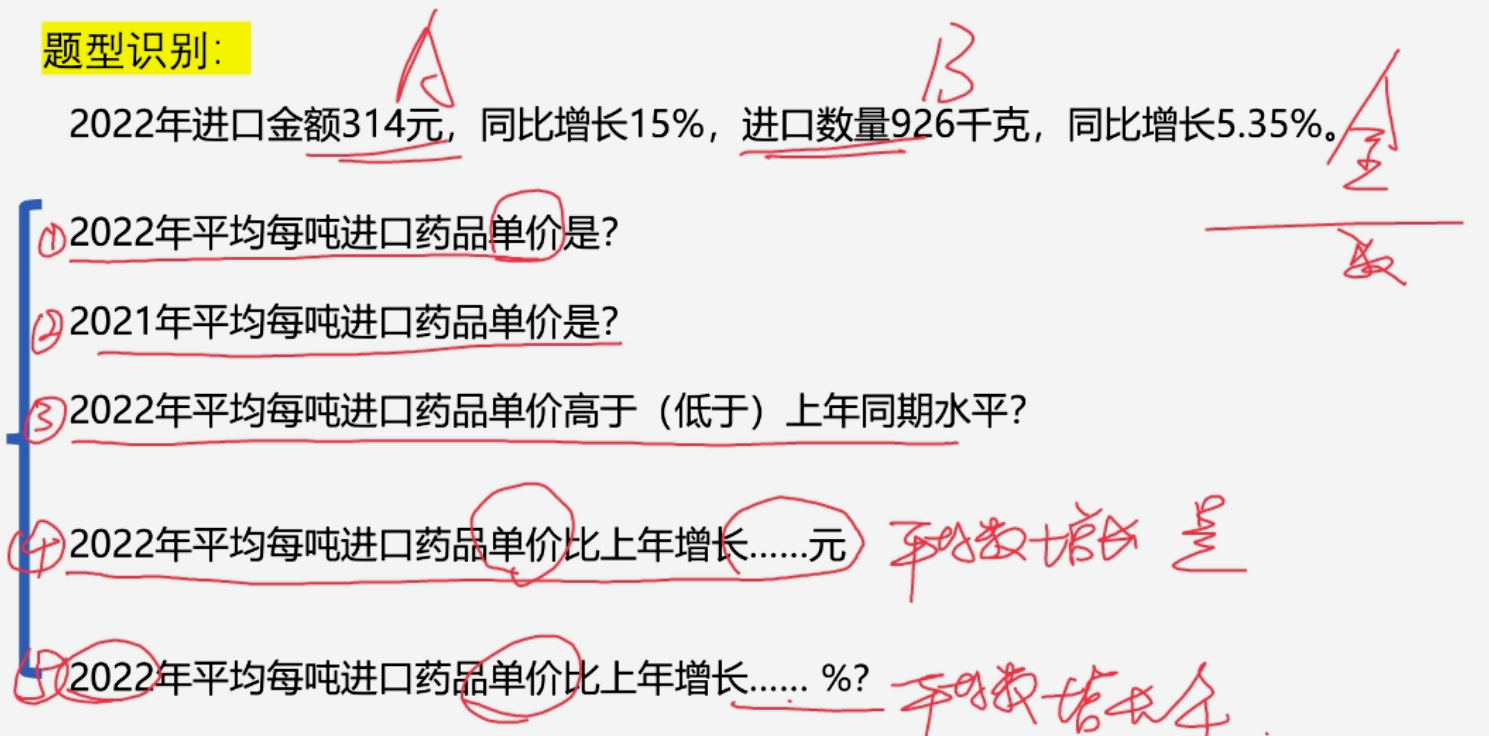 题型识别：
A B
2022年进口金额314元，同比增长15%，进口数量926千克，同比增长5.35%。
金
数
①2022年平均每吨进口药品单价是?
②2021年平均每吨进口药品单价是?
③2022年平均每吨进口药品单价高于（低于）上年同期水平?
④2022年平均每吨进口药品单价比上年增长……元 平均数增长量
⑤2022年平均每吨进口药品单价比上年增长…… %? 平均数增长率